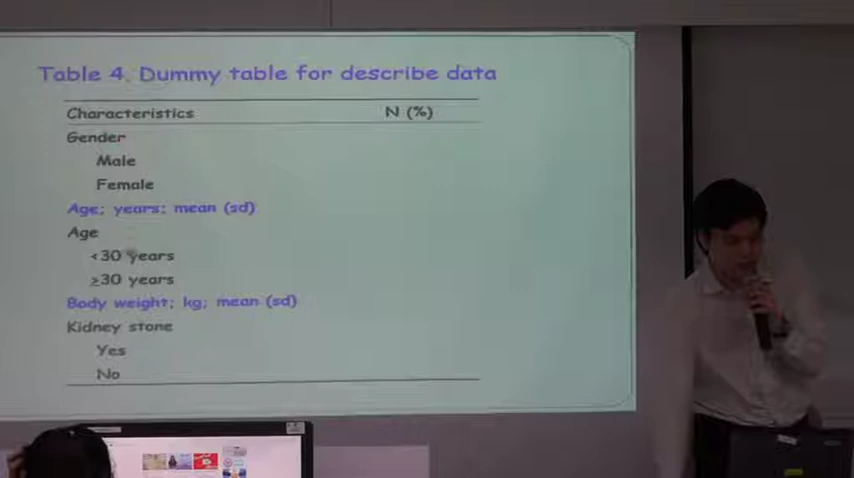 Table 4. Dummy table for describe data
Characteristics N (%)
Gender
Male
Female
Age; years; mean (sd)
Age
<30 years
≥30 years
Body weight; kg; mean (sd)
Kidney stone
Yes
No